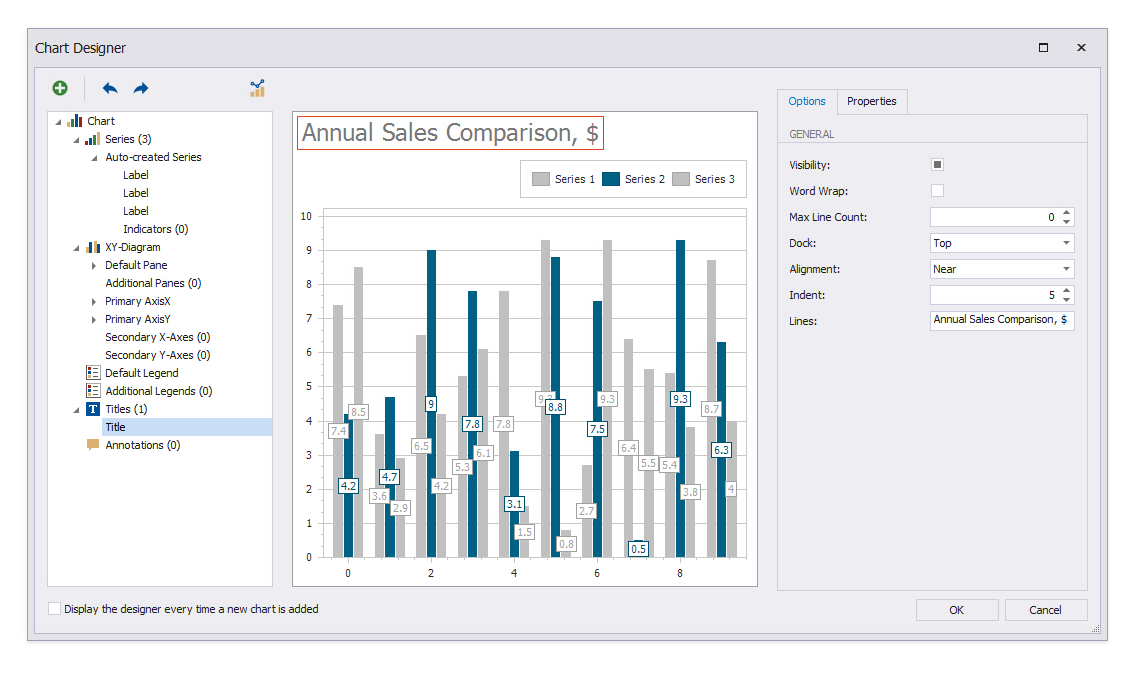 Chart Designer
Chart
Series (3)
Auto-created Series
Label
Label
Label
Indicators (0)
XY-Diagram
Default Pane
Additional Panes (0)
Primary AxisX
Primary AxisY
Secondary X-Axes (0)
Secondary Y-Axes (0)
Default Legend
Additional Legends (0)
T Titles (1)
Title
Annotations (0)
Annual Sales Comparison, $
Series 1 Series 2 Series 3
10
9
8
7
6
5
4
3
2
1
0
7.4 4.2 8.5
3.6 4.7 2.9
6.5 9 4.2
5.3 7.8 6.1
7.8 3.1 1.5
8.8 0.8
2.7 7.5 9.3
6.4 0.5 5.5
5.4 9.3 3.8
8.7 6.3 4
0 2 4 6 8
Options Properties
GENERAL
Visibility:
Word Wrap:
Max Line Count: 0
Dock: Top
Alignment: Near
Indent: 5
Lines: Annual Sales Comparison, $
Display the designer every time a new chart is added
OK Cancel